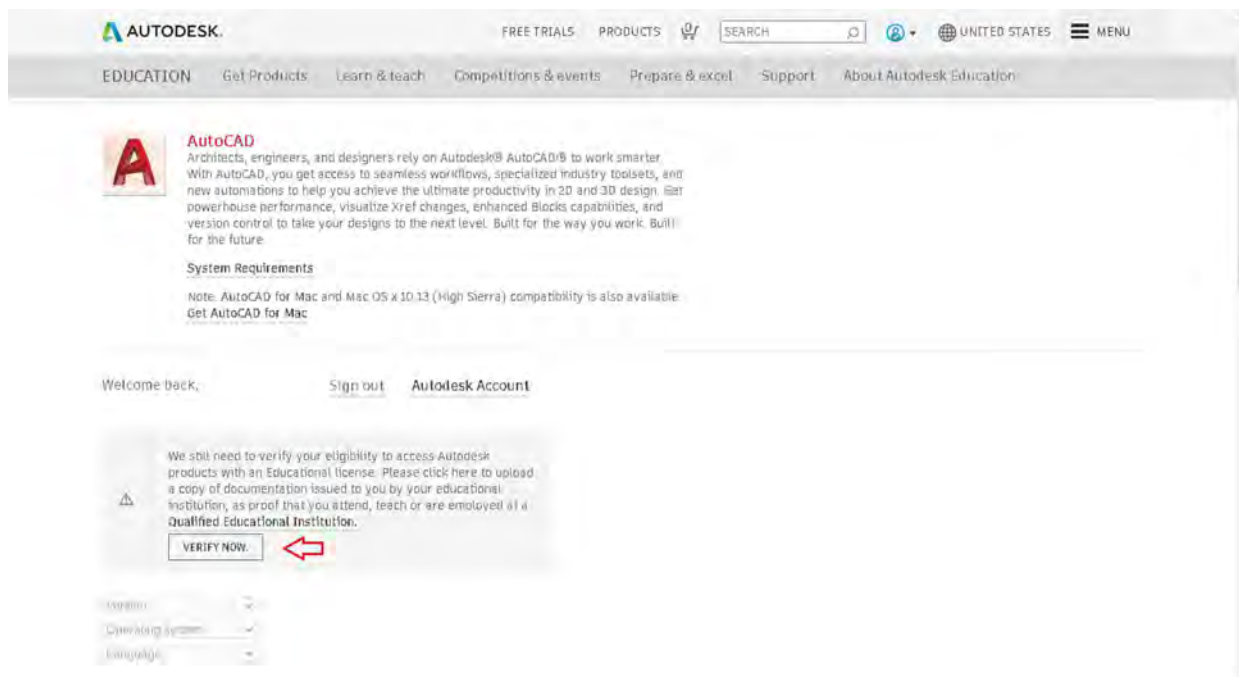 AUTODESK.
FREE TRIALS PRODUCTS SEARCH UNITED STATES MENU
EDUCATION Get Products Learn & teach Competitions & events Prepare & excel Support About Autodesk Education
AutoCAD
Architects, engineers, and designers rely on Autodesk® AutoCAD® to work smarter
With AutoCAD, you get access to seamless workflows, specialized industry toolsets, and
new automations to help you achieve the ultimate productivity in 2D and 3D design. Get
powerhouse performance, visualize Xref changes, enhanced Blocks capabilities, and
version control to take your designs to the next level. Built for the way you work. Built
for the future
System Requirements
Note: AutoCAD for Mac and Mac OS x 10.13 (High Sierra) compatibility is also available
Get AutoCAD for Mac
Welcome back, Sign out Autodesk Account
We still need to verify your eligibility to access Autodesk
products with an Educational license. Please click here to upload
a copy of documentation issued to you by your educational
institution, as proof that you attend, teach or are employed at a
Qualified Educational Institution.
VERIFY NOW.
Version
Operating system
Language